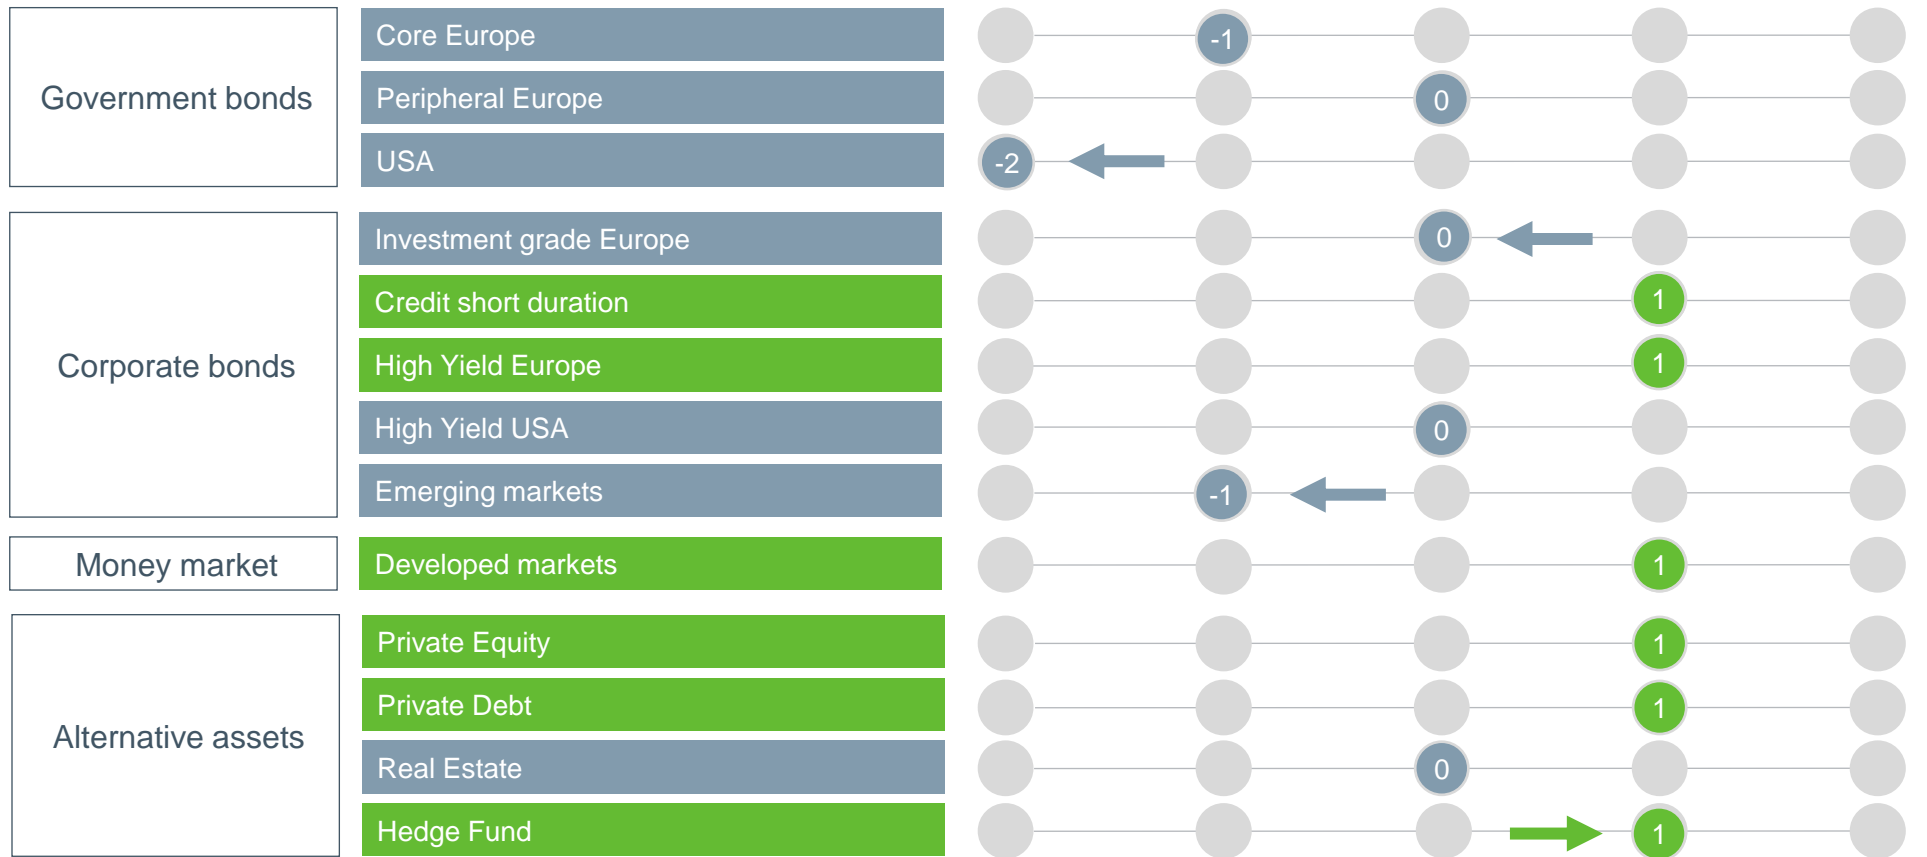 Government bonds
Core Europe -1
Peripheral Europe 0
USA -2
Corporate bonds
Investment grade Europe 0
Credit short duration 1
High Yield Europe 1
High Yield USA 0
Emerging markets -1
Money market
Developed markets 1
Alternative assets
Private Equity 1
Private Debt 1
Real Estate 0
Hedge Fund 1